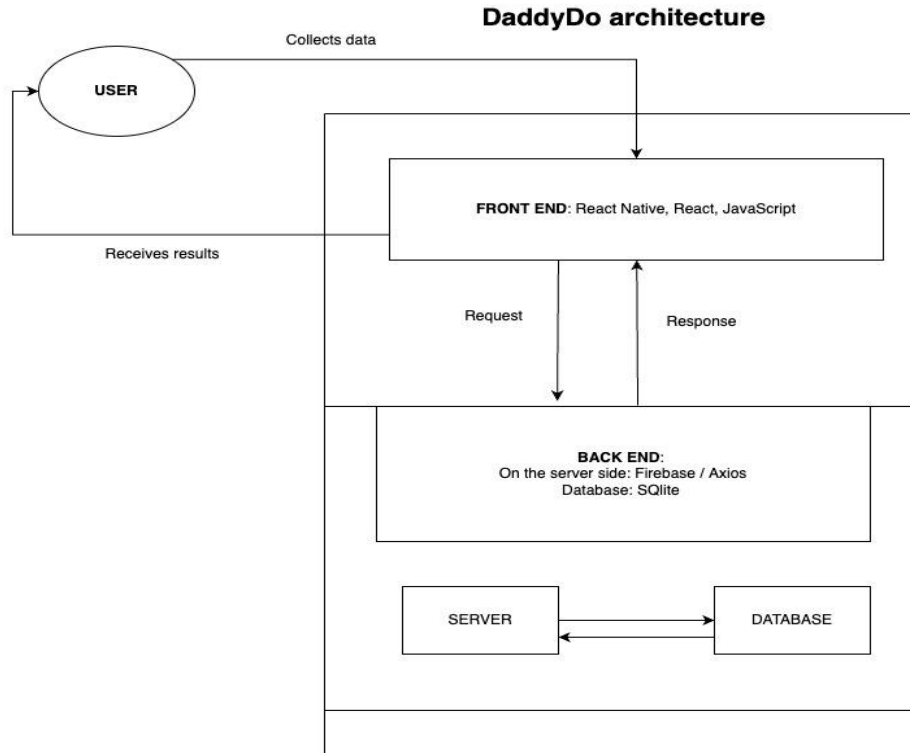 DaddyDo architecture
Collects data
USER
FRONT END: React Native, React, JavaScript
Receives results
Request
Response
BACK END:
On the server side: Firebase / Axios
Database: SQlite
SERVER
DATABASE